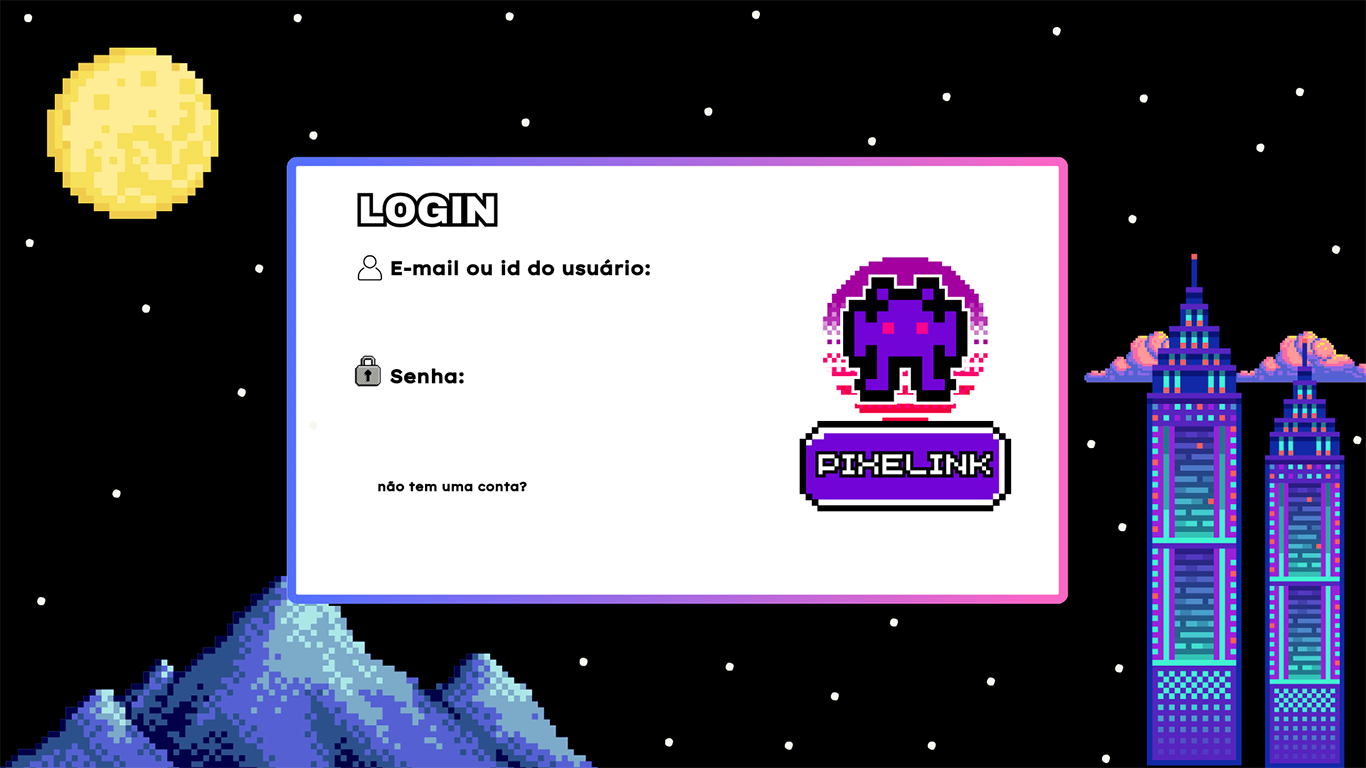 LOGIN
E-mail ou id do usuário:
Senha:
não tem uma conta?
PIXELINK